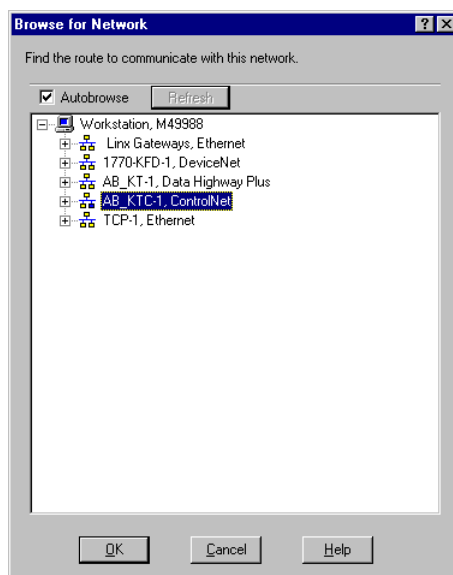 Browse for Network
Find the route to communicate with this network.
Autobrowse Refresh
Workstation, M49988
Linx Gateways, Ethernet
1770-KFD-1, DeviceNet
AB_KT-1, Data Highway Plus
AB_KTC-1, ControlNet
TCP-1, Ethernet
OK Cancel Help